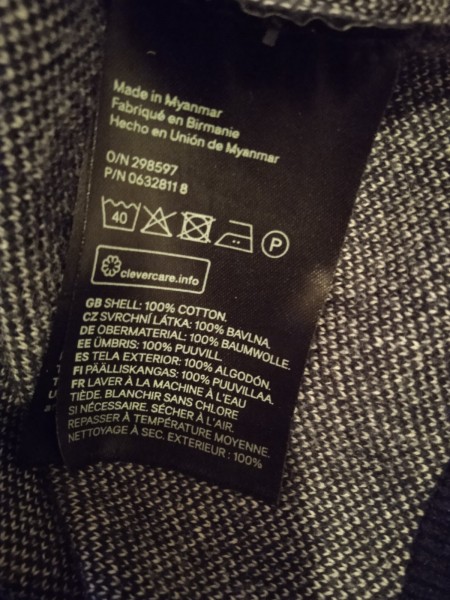 Made in Myanmar
Fabriqué en Birmanie
Hecho en Unión de Myanmar
O/N 298597
P/N 0632811 8
40
P
clevercare.info
GB SHELL: 100% COTTON.
CZ SVRCHNÍ LÁTKA: 100% BAVLNA.
DE OBERMATERIAL: 100% BAUMWOLLE.
EE ÜMBRIS: 100% PUUVILL.
ES TELA EXTERIOR: 100% ALGODÓN.
FI PÄÄLLISKANGAS: 100% PUUVILLAA.
FR LAVER À LA MACHINE À L'EAU
TIÈDE. BLANCHIR SANS CHLORE
SI NÉCESSAIRE. SÉCHER À L'AIR.
REPASSER À TEMPÉRATURE MOYENNE.
NETTOYAGE À SEC. EXTERIEUR : 100%